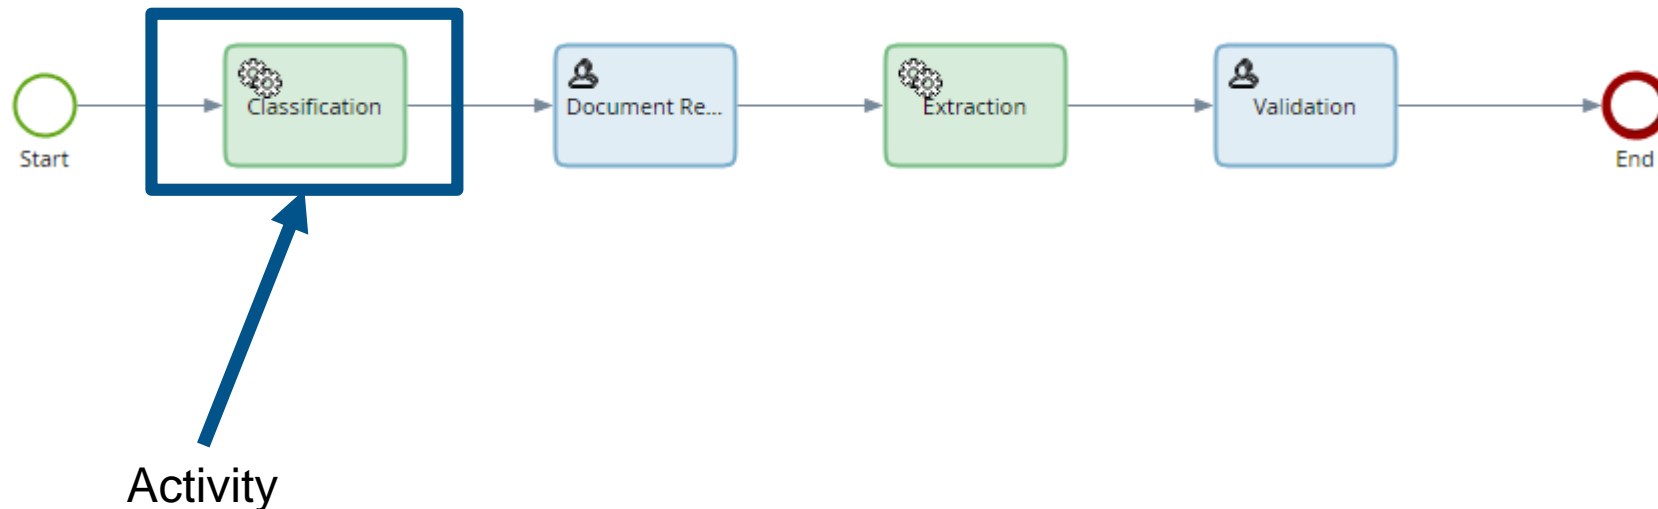 Classification
Document Re...
Extraction
Validation
Start
End
Activity